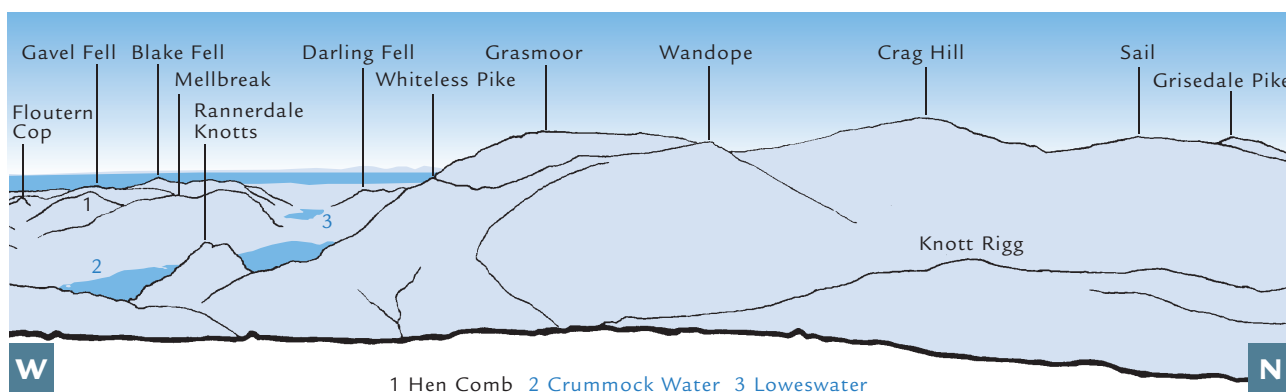 Gavel Fell Blake Fell Darling Fell Grasmoor Wandope Crag Hill Sail
Mellbreak Whiteless Pike Grisedale Pike
Floutern
Cop
Rannerdale
Knotts
1
3
2
Knott Rigg
W
N
1 Hen Comb 2 Crummock Water 3 Loweswater